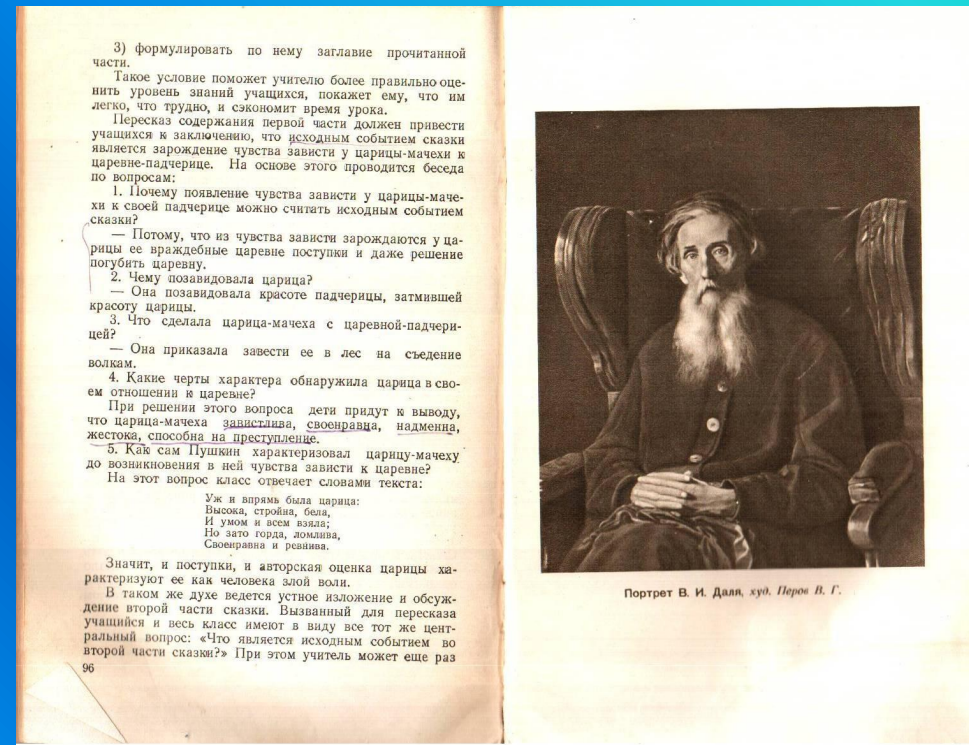 3) формулировать по нему заглавие прочитанной
части.
Такое условие поможет учителю более правильно оце-
нить уровень знаний учащихся, покажет ему, что им
легко, что трудно, и сэкономит время урока.
Пересказ содержания первой части должен привести
учащихся к заключению, что исходным событием сказки
является зарождение чувства зависти у царицы-мачехи к
царевне-падчерице. На основе этого проводится беседа
по вопросам:
1. Почему появление чувства зависти у царицы-маче-
хи к своей падчерице можно считать исходным событием
сказки?
— Потому, что из чувства зависти зарождаются у ца-
рицы ее враждебные царевне поступки и даже решение
погубить царевну.
2. Чему позавидовала царица?
— Она позавидовала красоте падчерицы, затмившей
красоту царицы.
3. Что сделала царица-мачеха с царевной-падчери-
цей?
— Она приказала завести ее в лес на съедение
волкам.
4. Какие черты характера обнаружила царица в сво-
ем отношении к царевне?
При решении этого вопроса дети придут к выводу,
что царица-мачеха завистлива, своенравна, надменна,
жестока, способна на преступление.
5. Как сам Пушкин характеризовал царицу-мачеху
до возникновения в ней чувства зависти к царевне?
На этот вопрос класс отвечает словами текста:
Уж и впрямь была царица:
Высока, стройна, бела,
И умом и всем взяла;
Но зато горда, ломлива,
Своенравна и ревнива.
Значит, и поступки, и авторская оценка царицы ха-
рактеризуют ее как человека злой воли.
В таком же духе ведется устное изложение и обсуж-
дение второй части сказки. Вызванный для пересказа
учащийся и весь класс имеют в виду все тот же цент-
ральный вопрос: «Что является исходным событием во
второй части сказки?» При этом учитель может еще раз
96
Портрет В. И. Даля, худ. Перов В. Г.